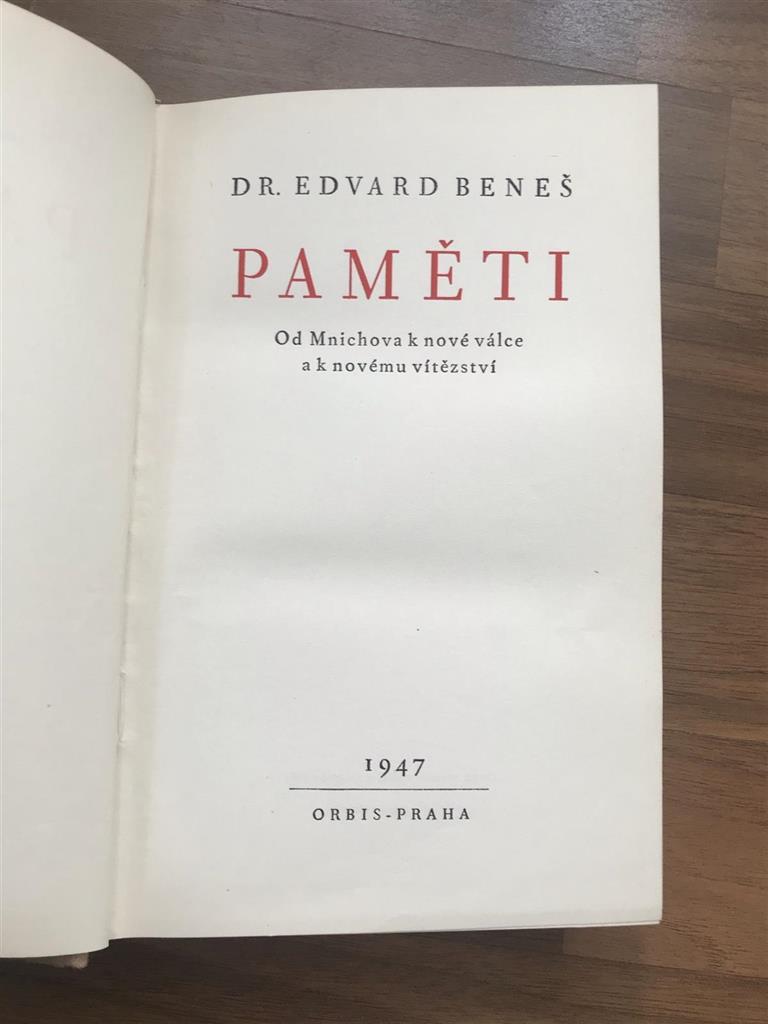 DR. EDVARD BENEŠ
PAMĚTI
Od Mnichova k nové válce
a k novému vítězství
1947
ORBIS-PRAHA